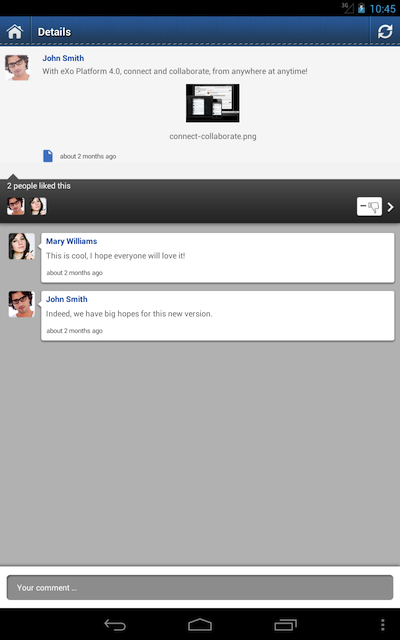 3G
10:45
Details
John Smith
With eXo Platform 4.0, connect and collaborate, from anywhere at anytime!
connect-collaborate.png
about 2 months ago
2 people liked this
Mary Williams
This is cool, I hope everyone will love it!
about 2 months ago
John Smith
Indeed, we have big hopes for this new version.
about 2 months ago
Your comment ...